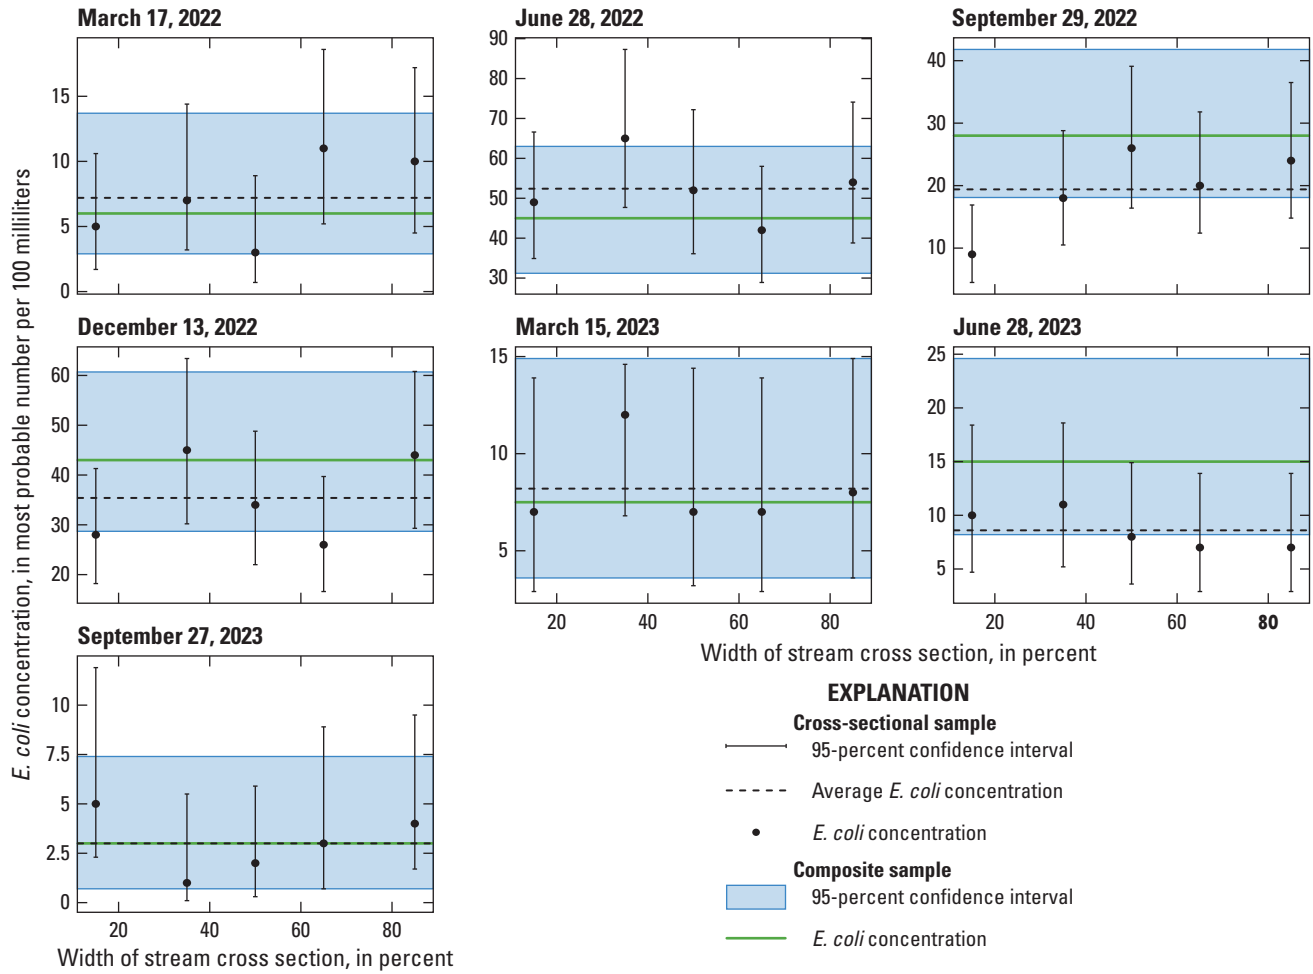 March 17, 2022
June 28, 2022
September 29, 2022
E. coli concentration, in most probable number per 100 milliliters
15
10
5
0
90
80
70
60
50
40
30
40
30
20
10
December 13, 2022
March 15, 2023
June 28, 2023
60
50
40
30
20
15
10
5
25
20
15
10
5
20 40 60 80
20 40 60 80
Width of stream cross section, in percent
September 27, 2023
10
7.5
5
2.5
0
20 40 60 80
Width of stream cross section, in percent
EXPLANATION
Cross-sectional sample
95-percent confidence interval
Average E. coli concentration
E. coli concentration
Composite sample
95-percent confidence interval
E. coli concentration